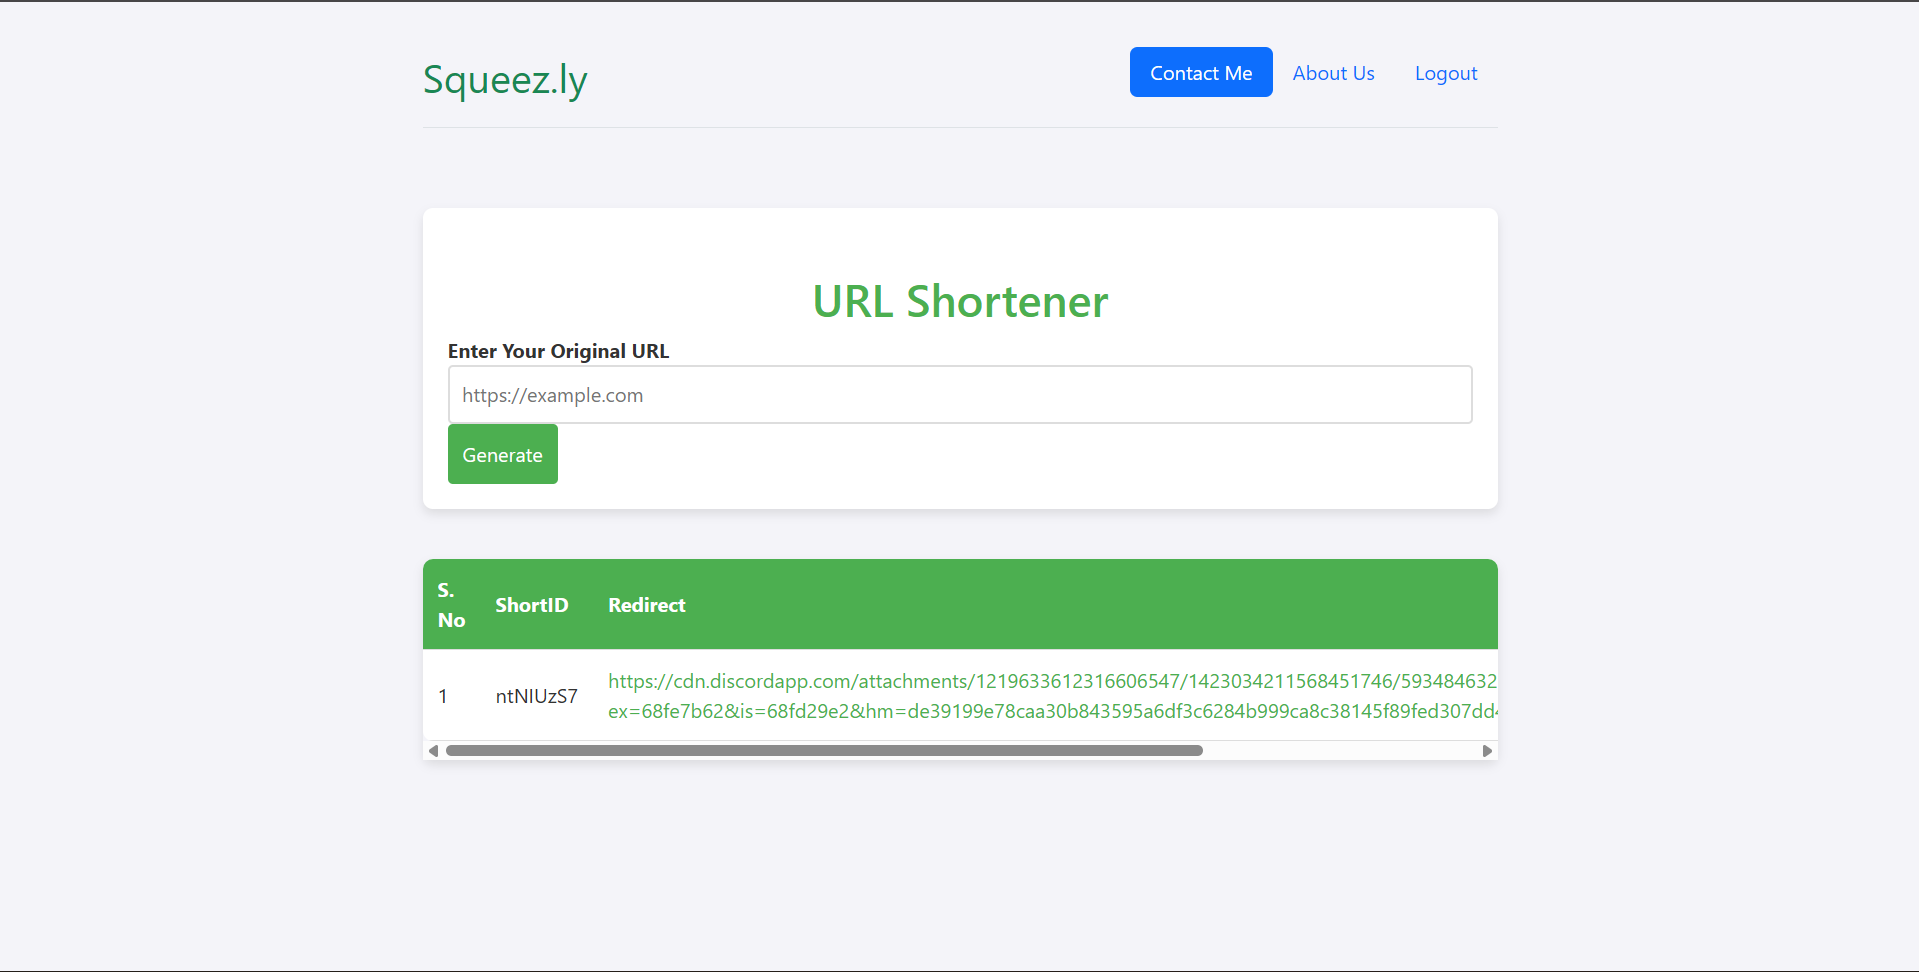 Squeez.ly
Contact Me About Us Logout
URL Shortener
Enter Your Original URL
https://example.com
Generate
S. No ShortID Redirect
1 ntNIUzS7 https://cdn.discordapp.com/attachments/1219633612316606547/1423034211568451746/593484632
ex=68fe7b62&is=68fd29e2&hm=de39199e78caa30b843595a6df3c6284b999ca8c38145f89fed307dd4